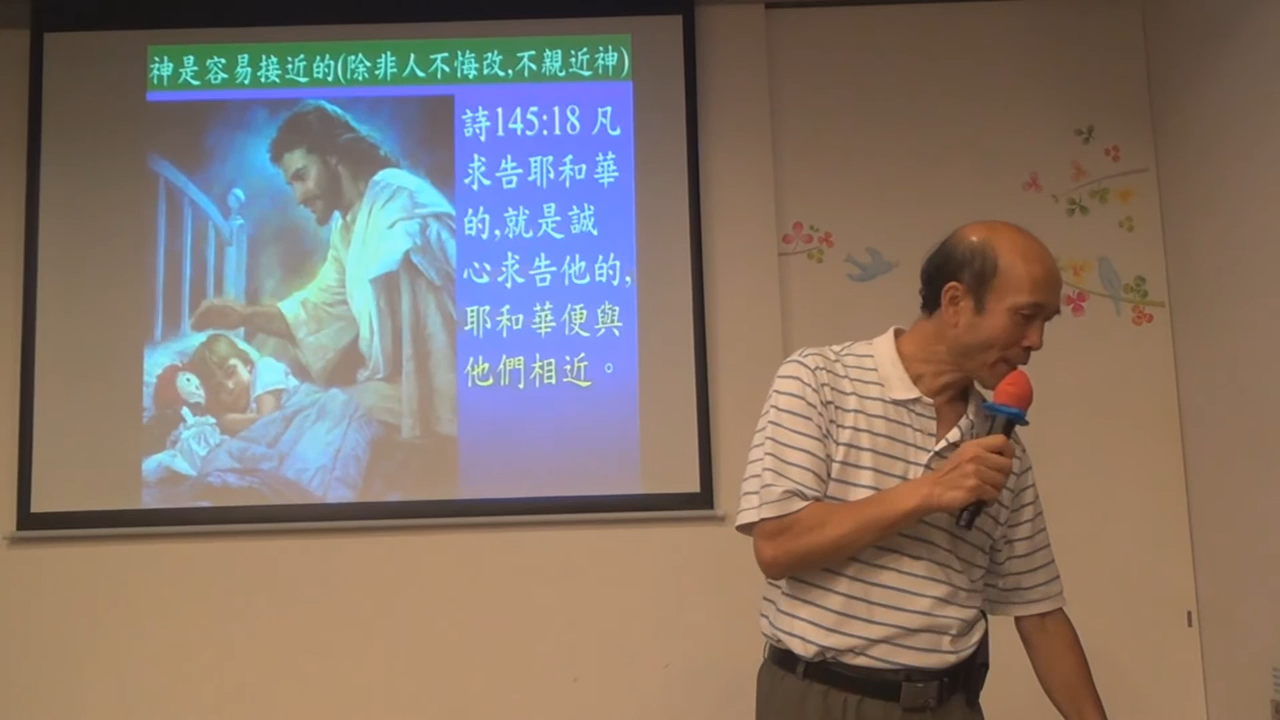 神是容易接近的(除非人不悔改,不親近神)
詩145:18 凡
求告耶和華
的,就是誠
心求告他的,
耶和華便與
他們相近。